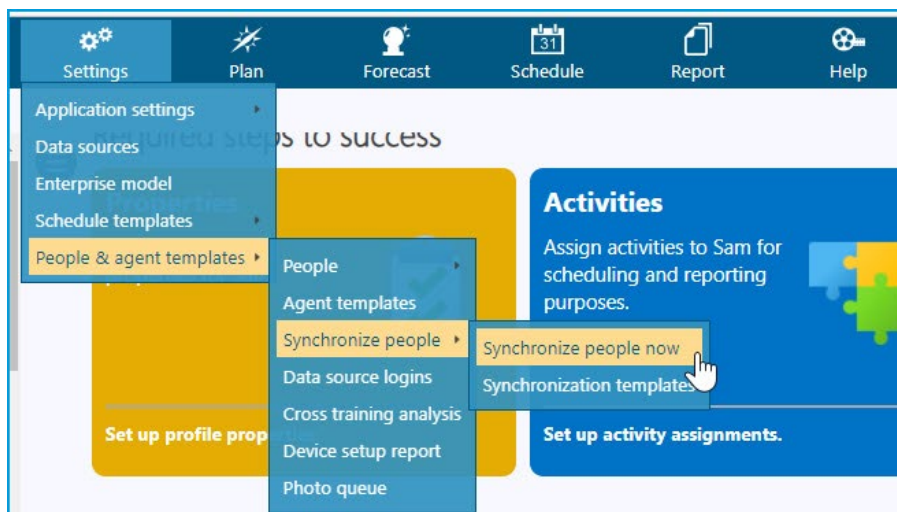 31
Settings
Plan
Forecast
Schedule
Report
Help
Application settings
Required steps to success
Data sources
Enterprise model
Properties
Schedule templates
People & agent templates
People
Agent templates
Synchronize people
Data source logins
Cross training analysis
Device setup report
Photo queue
Synchronize people now
Synchronization templates
Set up profile prop
Activities
Assign activities to Sam for
scheduling and reporting
purposes.
Set up activity assignments.